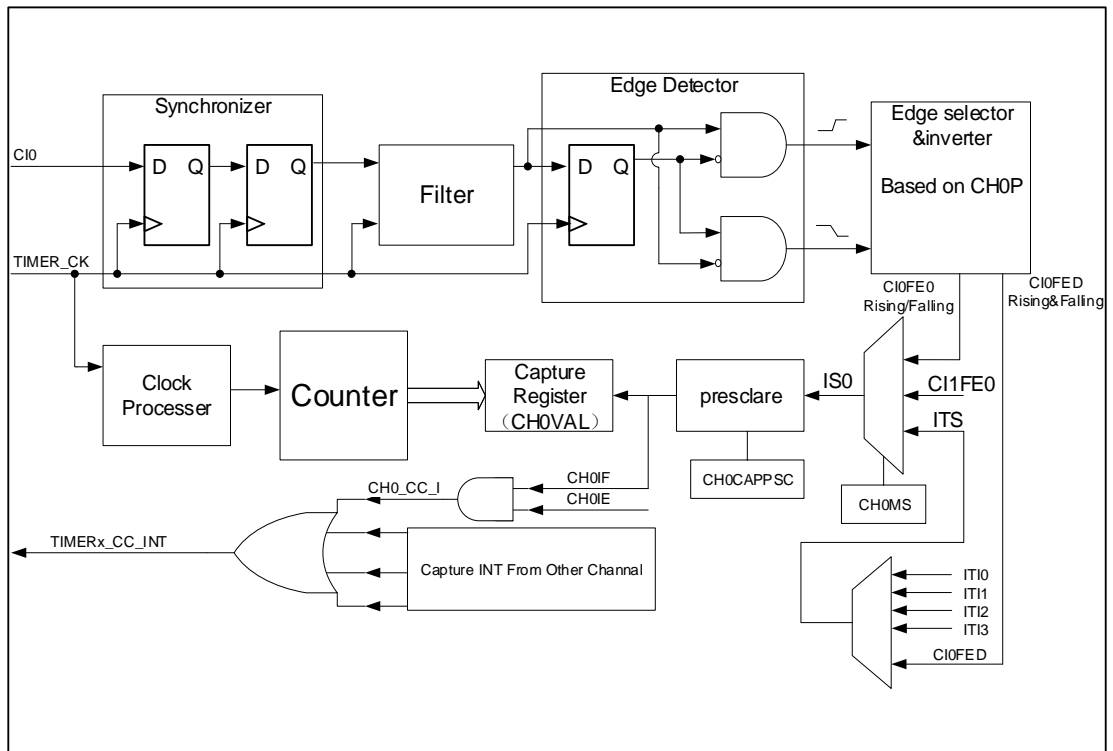 Synchronizer
Edge Detector
Edge selector
&inverter
Based on CH0P
CI0
D Q
D Q
Filter
D Q
TIMER_CK
CI0FE0
Rising/Falling
CI0FED
Rising&Falling
Clock
Processer
Counter
Capture
Register
(CH0VAL)
presclare
IS0
CI1FE0
ITS
CH0CAPPSC
CH0MS
CH0_CC_I
CH0IF
CH0IE
TIMERx_CC_INT
Capture INT From Other Channel
ITI0
ITI1
ITI2
ITI3
CI0FED